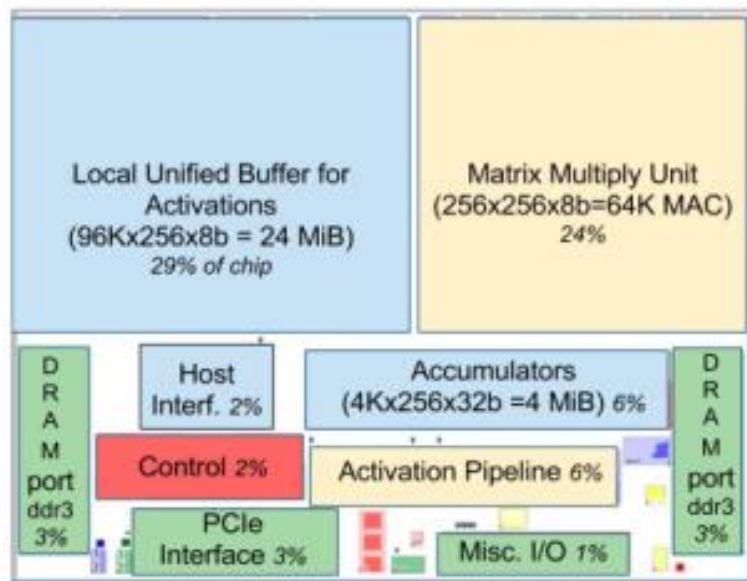 Local Unified Buffer for
Activations
(96Kx256x8b = 24 MiB)
29% of chip
Matrix Multiply Unit
(256x256x8b=64K MAC)
24%
D
R
A
M
port
ddr3
3%
Host
Interf. 2%
Accumulators
(4Kx256x32b =4 MiB) 6%
D
R
A
M
port
ddr3
3%
Control 2%
Activation Pipeline 6%
PCIe
Interface 3%
Misc. I/O 1%